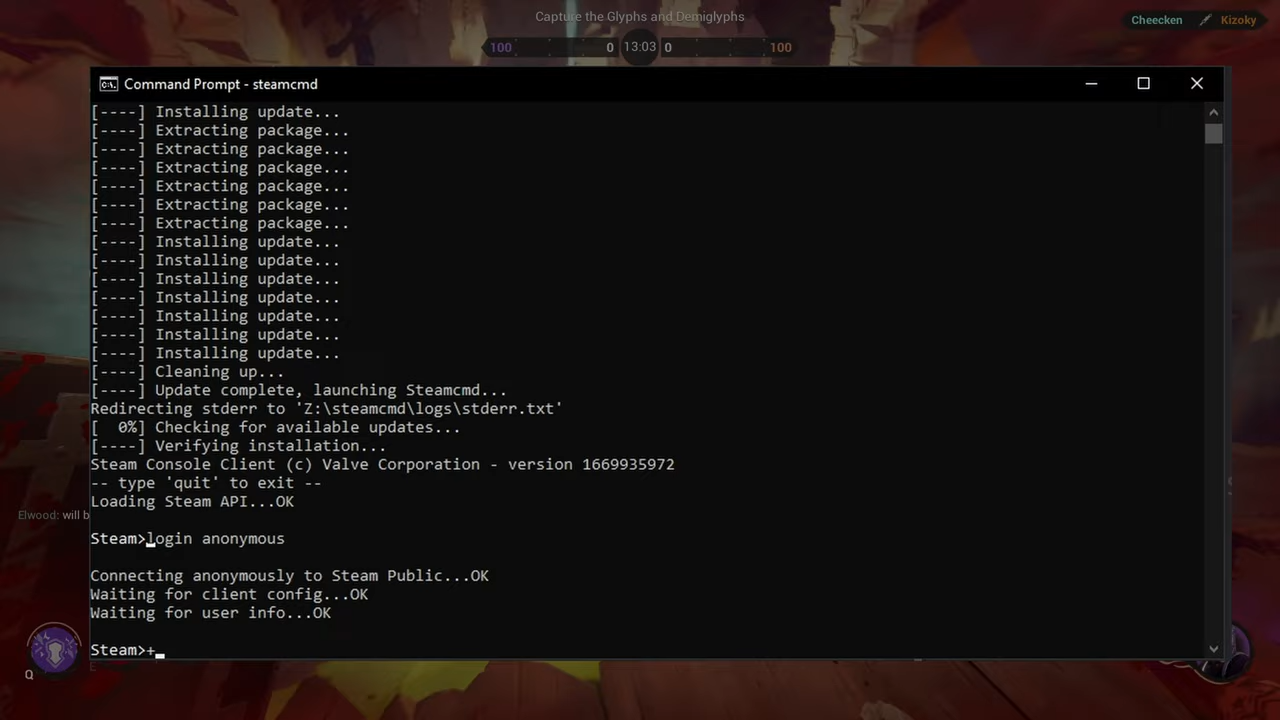 Capture the Glyphs and Demiglyphs
100 0 13:03 0 100
Checcken Kizoky
Command Prompt - steamcmd
[----] Installing update...
[----] Extracting package...
[----] Extracting package...
[----] Extracting package...
[----] Extracting package...
[----] Extracting package...
[----] Extracting package...
[----] Installing update...
[----] Installing update...
[----] Installing update...
[----] Installing update...
[----] Installing update...
[----] Installing update...
[----] Installing update...
[----] Cleaning up...
[----] Update complete, launching Steamcmd...
Redirecting stderr to 'Z:\steamcmd\logs\stderr.txt'
[  0%] Checking for available updates...
[----] Verifying installation...
Steam Console Client (c) Valve Corporation - version 1669935972
-- type 'quit' to exit --
Loading Steam API...OK
Elwood: will b
Steam>login anonymous
Connecting anonymously to Steam Public...OK
Waiting for client config...OK
Waiting for user info...OK
Steam>+
Q
E